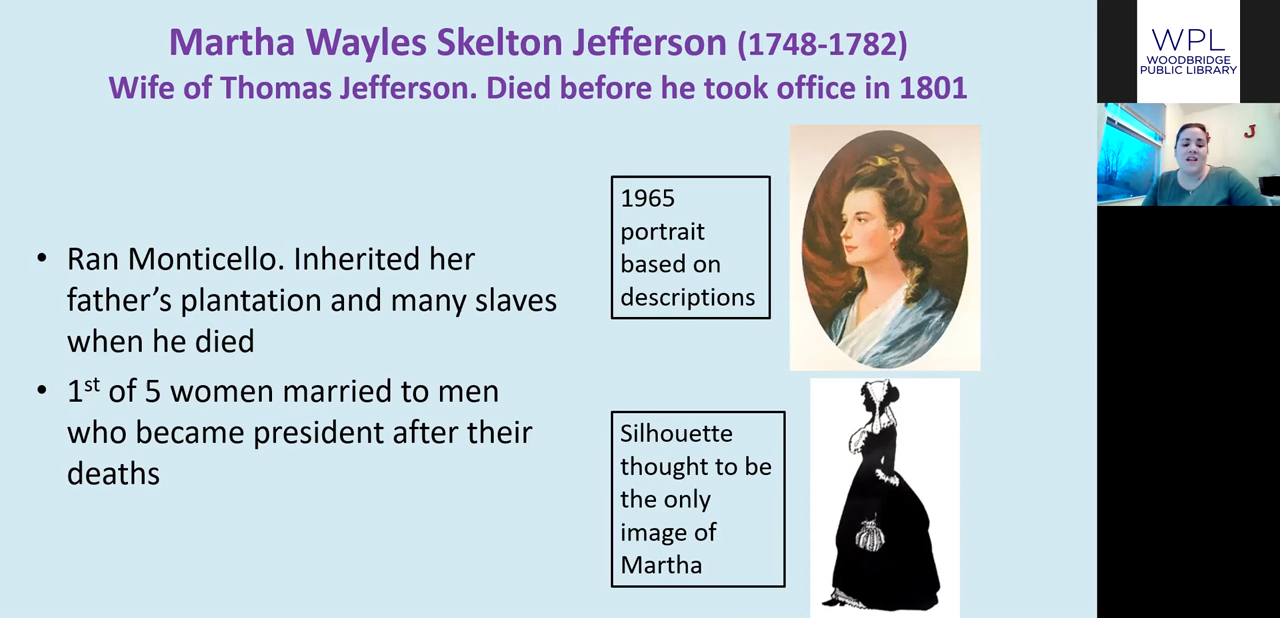 Martha Wayles Skelton Jefferson (1748-1782)
Wife of Thomas Jefferson. Died before he took office in 1801
• Ran Monticello. Inherited her
father’s plantation and many slaves
when he died
• 1st of 5 women married to men
who became president after their
deaths
1965
portrait
based on
descriptions
Silhouette
thought to be
the only
image of
Martha
WPL
WOODBRIDGE
PUBLIC LIBRARY
J